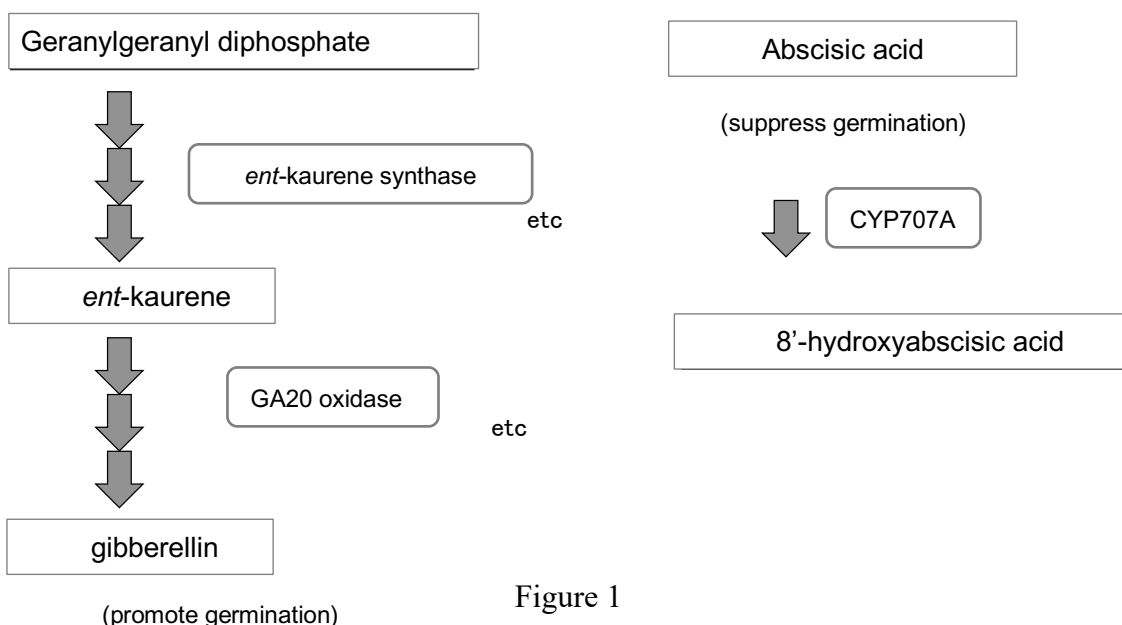 Geranylgeranyl diphosphate
ent-kaurene synthase
etc
ent-kaurene
GA20 oxidase
etc
gibberellin
(promote germination)
Abscisic acid
(suppress germination)
CYP707A
8’-hydroxyabscisic acid
Figure 1